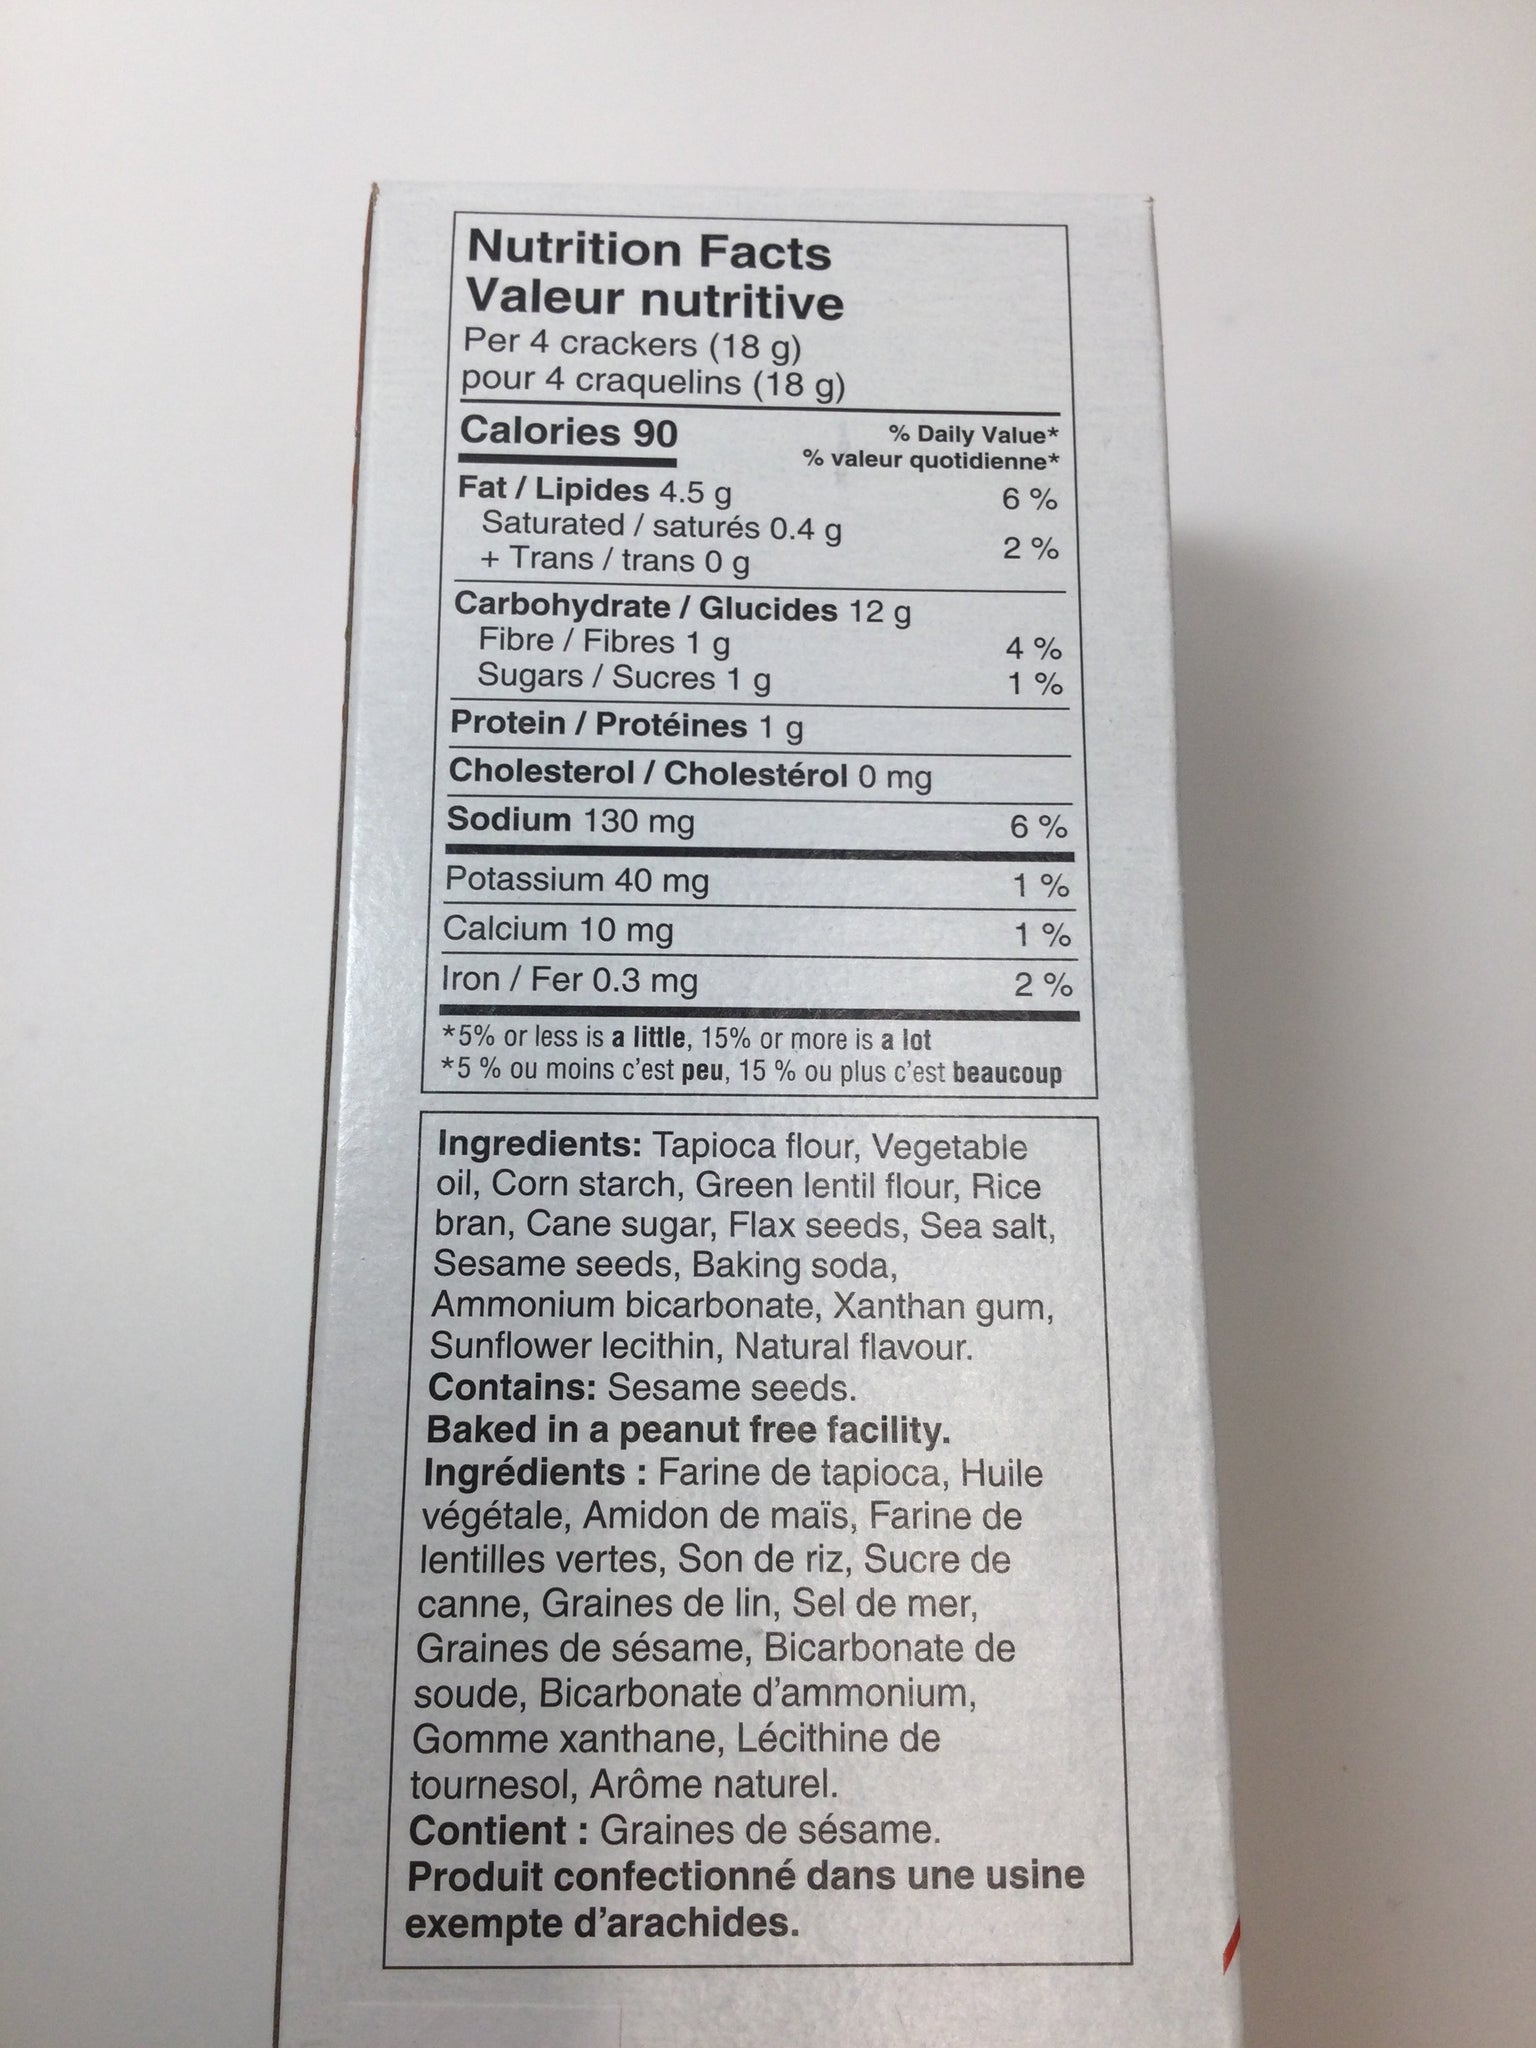 Nutrition Facts
Valeur nutritive
Per 4 crackers (18 g)
pour 4 craquelins (18 g)
Calories 90
% Daily Value*
% valeur quotidienne*
Fat / Lipides 4.5 g 6 %
Saturated / saturés 0.4 g
+ Trans / trans 0 g 2 %
Carbohydrate / Glucides 12 g
Fibre / Fibres 1 g 4 %
Sugars / Sucres 1 g 1 %
Protein / Protéines 1 g
Cholesterol / Cholestérol 0 mg
Sodium 130 mg 6 %
Potassium 40 mg 1 %
Calcium 10 mg 1 %
Iron / Fer 0.3 mg 2 %
*5% or less is a little, 15% or more is a lot
*5 % ou moins c'est peu, 15 % ou plus c'est beaucoup
Ingredients: Tapioca flour, Vegetable
oil, Corn starch, Green lentil flour, Rice
bran, Cane sugar, Flax seeds, Sea salt,
Sesame seeds, Baking soda,
Ammonium bicarbonate, Xanthan gum,
Sunflower lecithin, Natural flavour.
Contains: Sesame seeds.
Baked in a peanut free facility.
Ingrédients : Farine de tapioca, Huile
végétale, Amidon de maïs, Farine de
lentilles vertes, Son de riz, Sucre de
canne, Graines de lin, Sel de mer,
Graines de sésame, Bicarbonate de
soude, Bicarbonate d'ammonium,
Gomme xanthane, Lécithine de
tournesol, Arôme naturel.
Contient : Graines de sésame.
Produit confectionné dans une usine
exempte d'arachides.